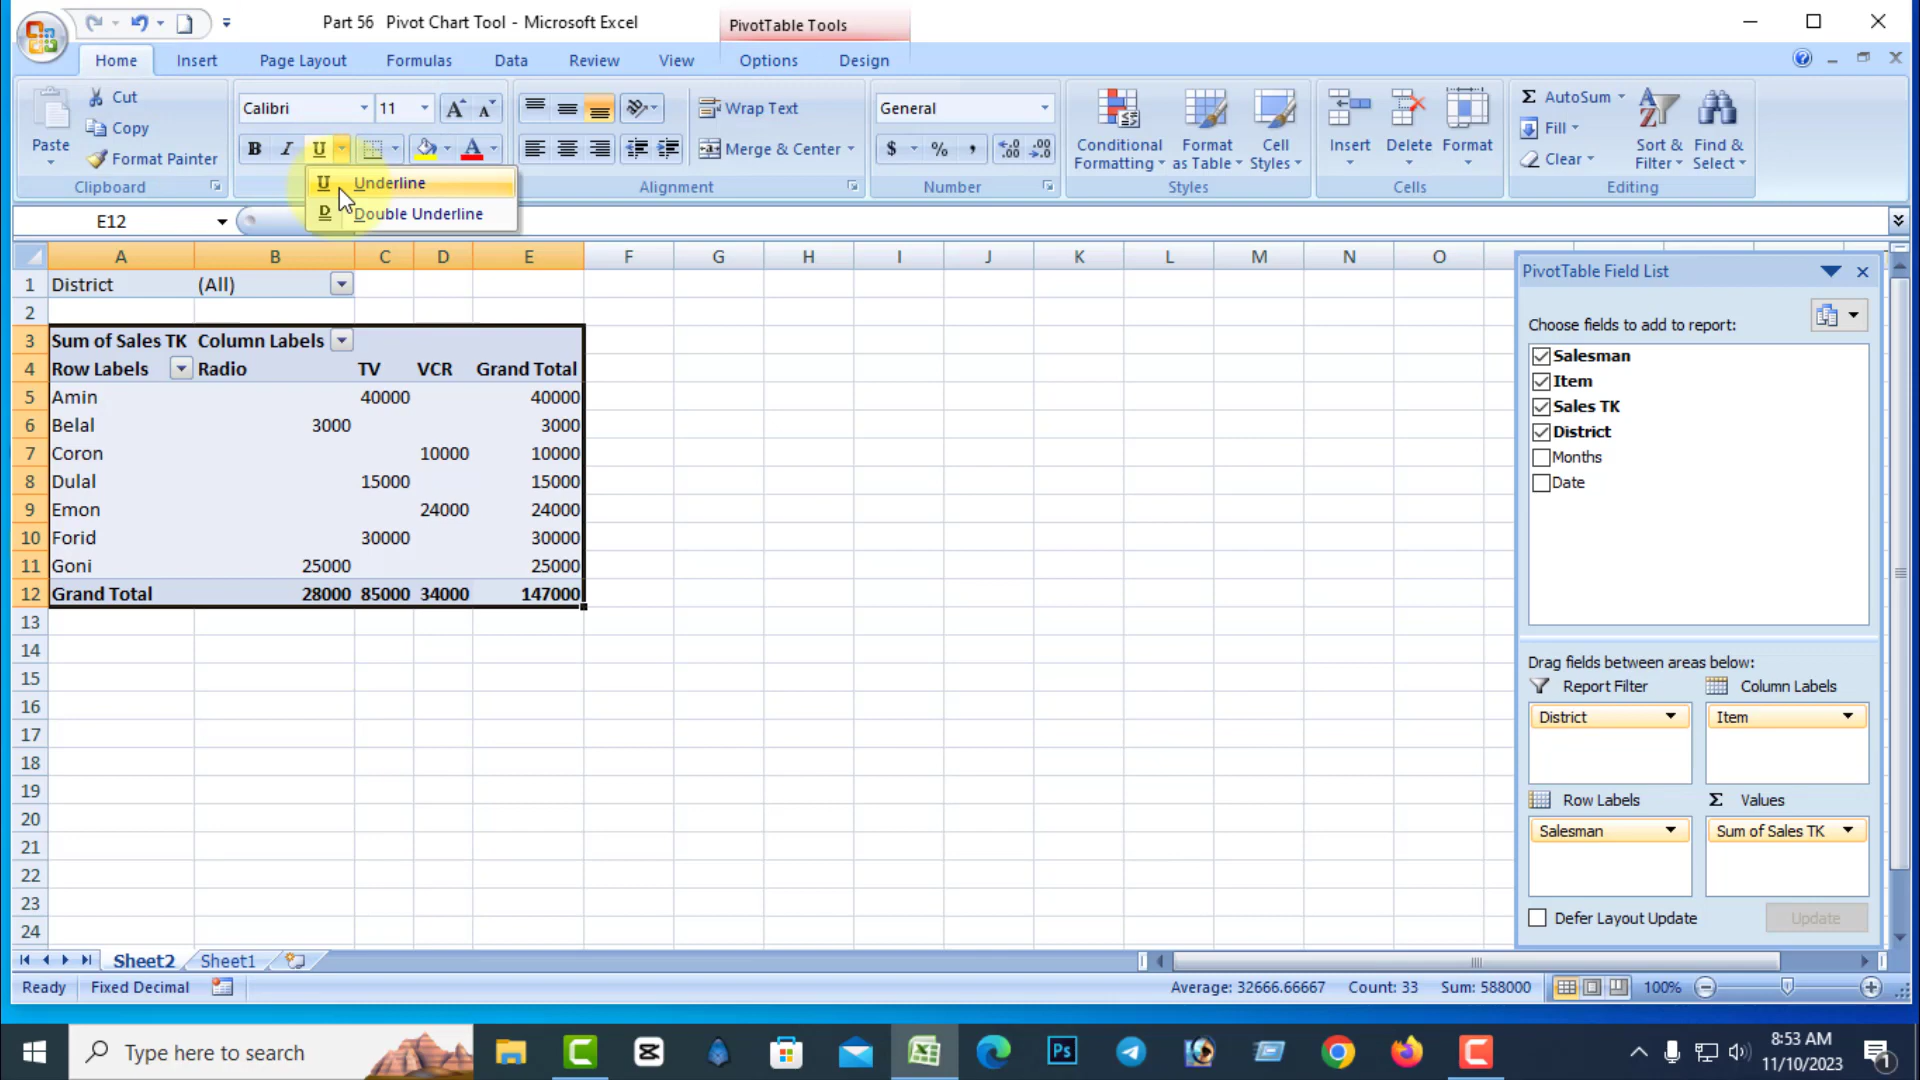 Part 56   Pivot Chart Tool - Microsoft Excel
PivotTable Tools
Home Insert Page Layout Formulas Data Review View Options Design
Paste
Cut
Copy
Format Painter
Clipboard
Calibri 11
B I U
Underline
Double Underline
Wrap Text
Merge & Center
Alignment
General
$ % ,
Number
Conditional Formatting
Format as Table
Cell Styles
Styles
Insert Delete Format
Cells
Σ AutoSum
Fill
Clear
Sort & Filter
Find & Select
Editing
E12
A B C D E F G H I J K L M N O
1 District (All)
2
3 Sum of Sales TK Column Labels
4 Row Labels Radio TV VCR Grand Total
5 Amin 40000 40000
6 Belal 3000 3000
7 Coron 10000 10000
8 Dulal 15000 15000
9 Emon 24000 24000
10 Forid 30000 30000
11 Goni 25000 25000
12 Grand Total 28000 85000 34000 147000
13
14
15
16
17
18
19
20
21
22
23
24
PivotTable Field List
Choose fields to add to report:
Salesman
Item
Sales TK
District
Months
Date
Drag fields between areas below:
Report Filter Column Labels
District Item
Row Labels Σ Values
Salesman Sum of Sales TK
Defer Layout Update Update
Sheet2 Sheet1
Ready Fixed Decimal Average: 32666.66667 Count: 33 Sum: 588000 100%
Type here to search
Ps
8:53 AM
11/10/2023
1